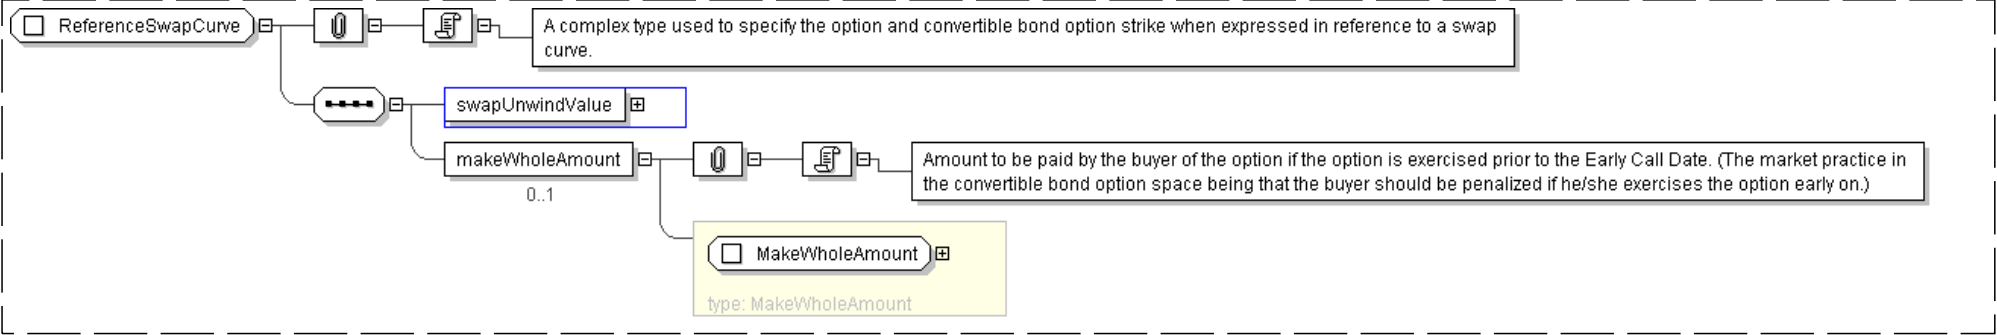 ReferenceSwapCurve
A complex type used to specify the option and convertible bond option strike when expressed in reference to a swap
curve.
swapUnwindValue
makeWholeAmount
0..1
Amount to be paid by the buyer of the option if the option is exercised prior to the Early Call Date. (The market practice in
the convertible bond option space being that the buyer should be penalized if he/she exercises the option early on.)
MakeWholeAmount
type: MakeWholeAmount